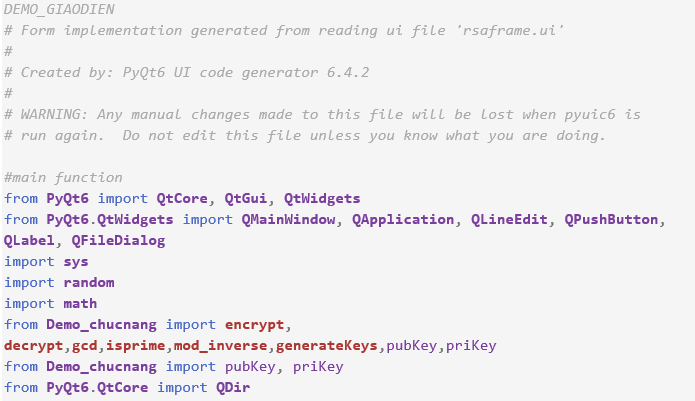 DEMO_GIAODIEN
# Form implementation generated from reading ui file 'rsaframe.ui'
#
# Created by: PyQt6 UI code generator 6.4.2
#
# WARNING: Any manual changes made to this file will be lost when pyuic6 is
# run again.  Do not edit this file unless you know what you are doing.
#main function
from PyQt6 import QtCore, QtGui, QtWidgets
from PyQt6.QtWidgets import QMainWindow, QApplication, QLineEdit, QPushButton,
QLabel, QFileDialog
import sys
import random
import math
from Demo_chucnang import encrypt,
decrypt,gcd,isprime,mod_inverse,generateKeys,pubKey,priKey
from Demo_chucnang import pubKey, priKey
from PyQt6.QtCore import QDir